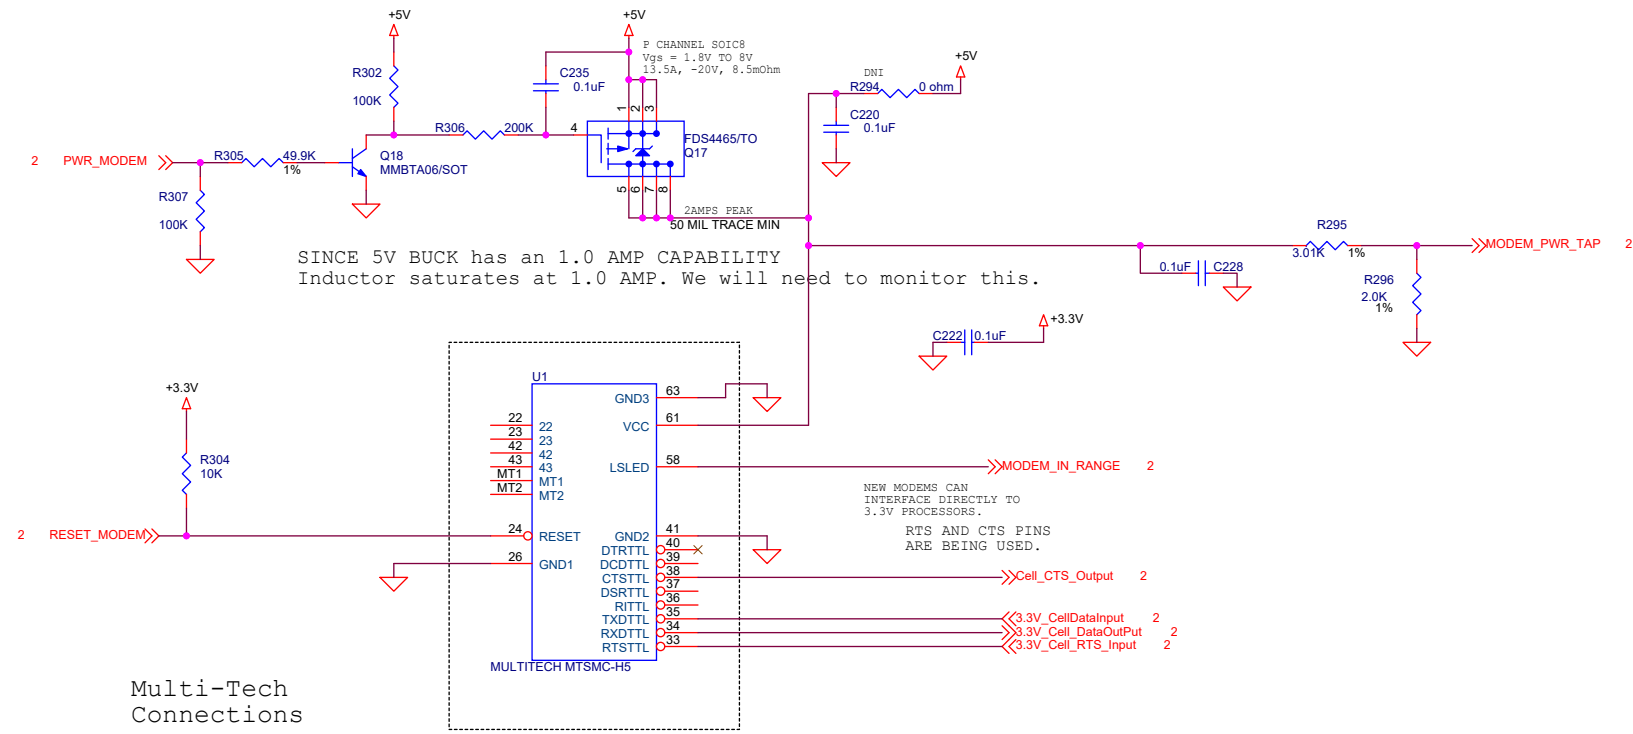 +5V
+5V
P CHANNEL SOIC8
Vgs = 1.8V TO 8V
13.5A, -20V, 8.5mOhm
+5V
DNI
R302
100K
C235
0.1uF
R294
0 ohm
C220
0.1uF
1
2
3
R306
200K
4
FDS4465/TO
Q17
2
PWR_MODEM
R305
49.9K
1%
Q18
MMBTA06/SOT
R307
100K
5
6
7
8
2AMPS PEAK
50 MIL TRACE MIN
SINCE 5V BUCK has an 1.0 AMP CAPABILITY
Inductor saturates at 1.0 AMP. We will need to monitor this.
R295
3.01K
1%
MODEM_PWR_TAP
2
0.1uF
C228
R296
2.0K
1%
C222
0.1uF
+3.3V
+3.3V
R304
10K
2
RESET_MODEM
U1
22
22
23
23
42
42
43
43
MT1
MT1
MT2
MT2
24
RESET
26
GND1
GND3
63
VCC
61
LSLED
58
MODEM_IN_RANGE
2
NEW MODEMS CAN
INTERFACE DIRECTLY TO
3.3V PROCESSORS.
RTS AND CTS PINS
ARE BEING USED.
GND2
41
DTRTTL
40
DCDTTL
39
CTSTTL
38
Cell_CTS_Output
2
DSRTTL
37
RITTL
36
TXDTTL
35
3.3V_CellDataInput
2
RXDTTL
34
3.3V_Cell_DataOutPut
2
RTSTTL
33
3.3V_Cell_RTS_Input
2
MULTITECH MTSMC-H5
Multi-Tech
Connections